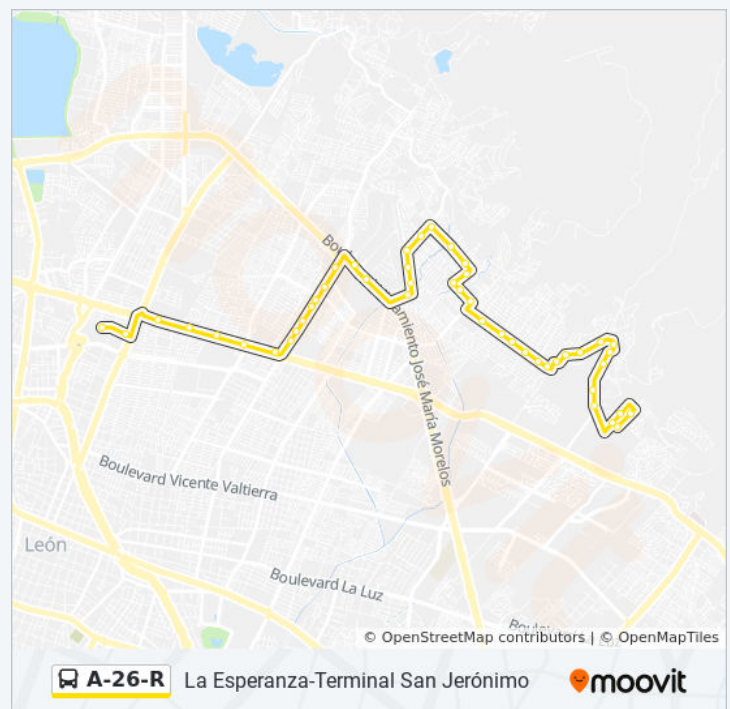 Bou
amiento José María Morelos
Boulevard Vicente Valtierra
León
Boulevard La Luz
© OpenStreetMap contributors | © OpenMapTiles
A-26-R La Esperanza-Terminal San Jerónimo moovit